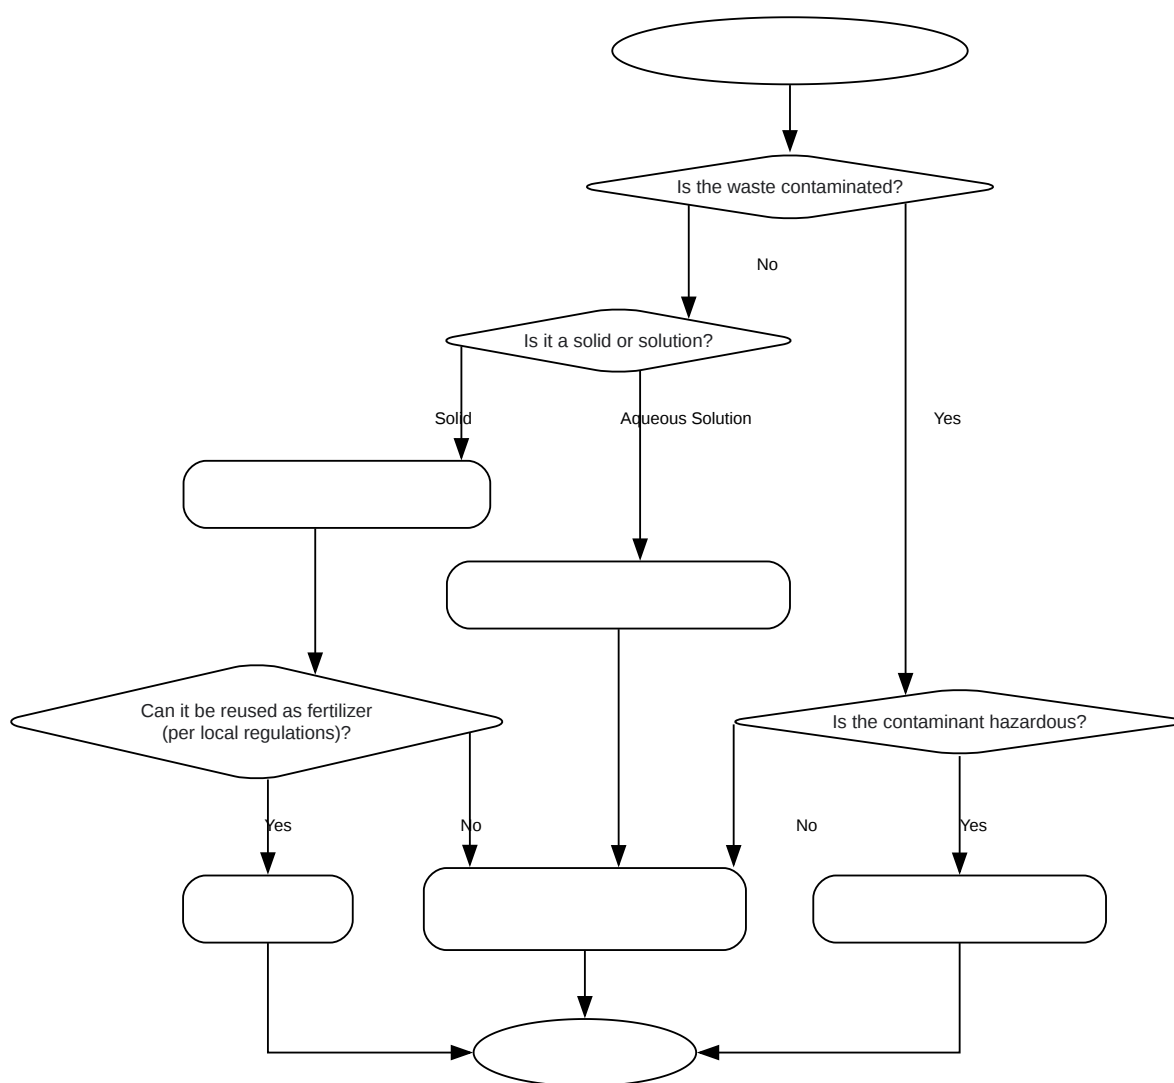 Is the waste contaminated?
No
Is it a solid or solution?
Solid
Aqueous Solution
Yes
Can it be reused as fertilizer
(per local regulations)?
Is the contaminant hazardous?
Yes
No
No
Yes